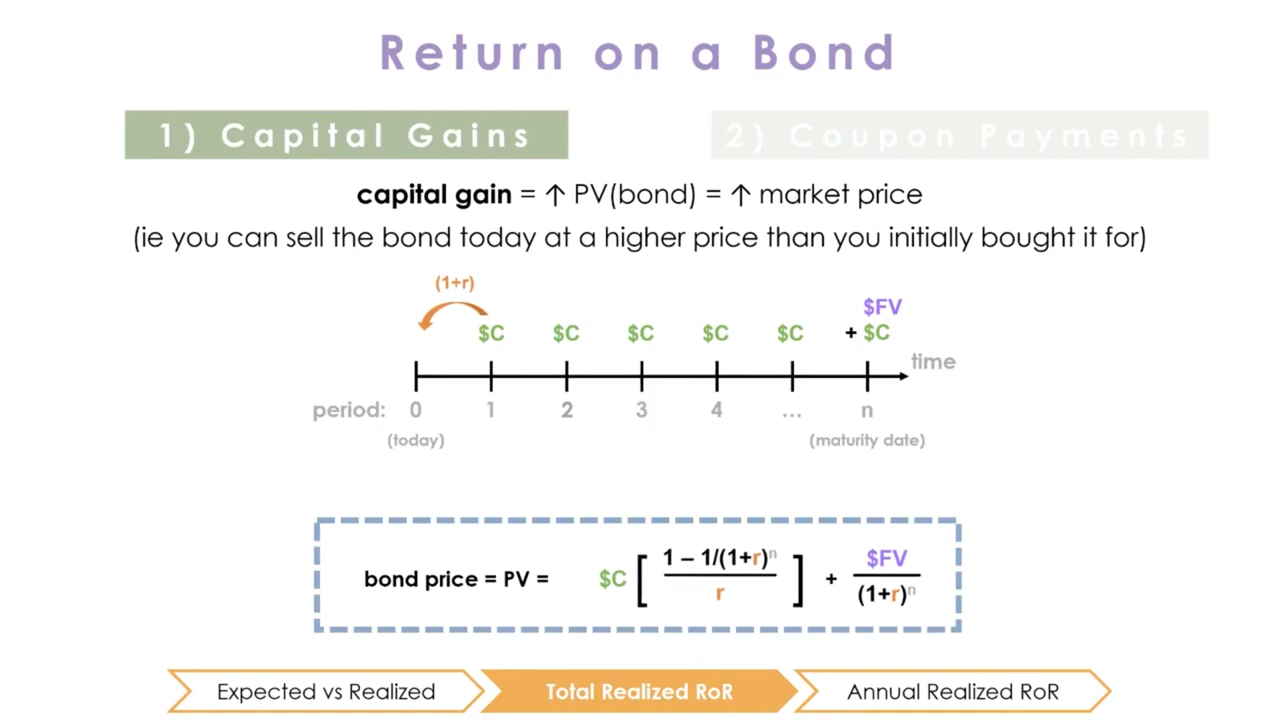 Return on a Bond
1) Capital Gains
2) Coupon Payments
capital gain = ↑ PV(bond) = ↑ market price
(ie you can sell the bond today at a higher price than you initially bought it for)
(1+r)
$FV
$C $C $C $C $C + $C
time
period: 0 1 2 3 4 ... n
(today) (maturity date)
bond price = PV = $C [ 1 – 1/(1+r)ⁿ / r ] + $FV / (1+r)ⁿ
Expected vs Realized
Total Realized RoR
Annual Realized RoR